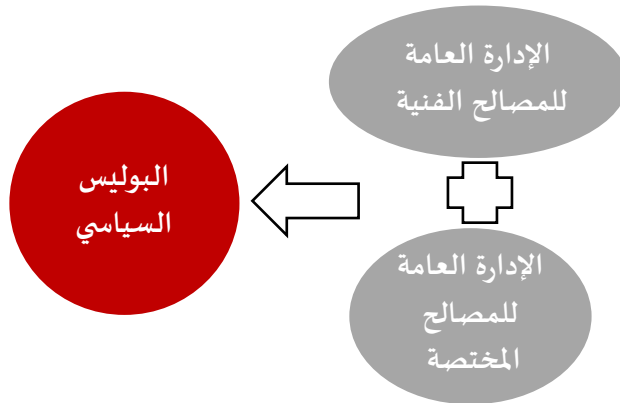 الإدارة العامة
للمصالح الفنية
البوليس
السياسي
الإدارة العامة
للمصالح
المختصة